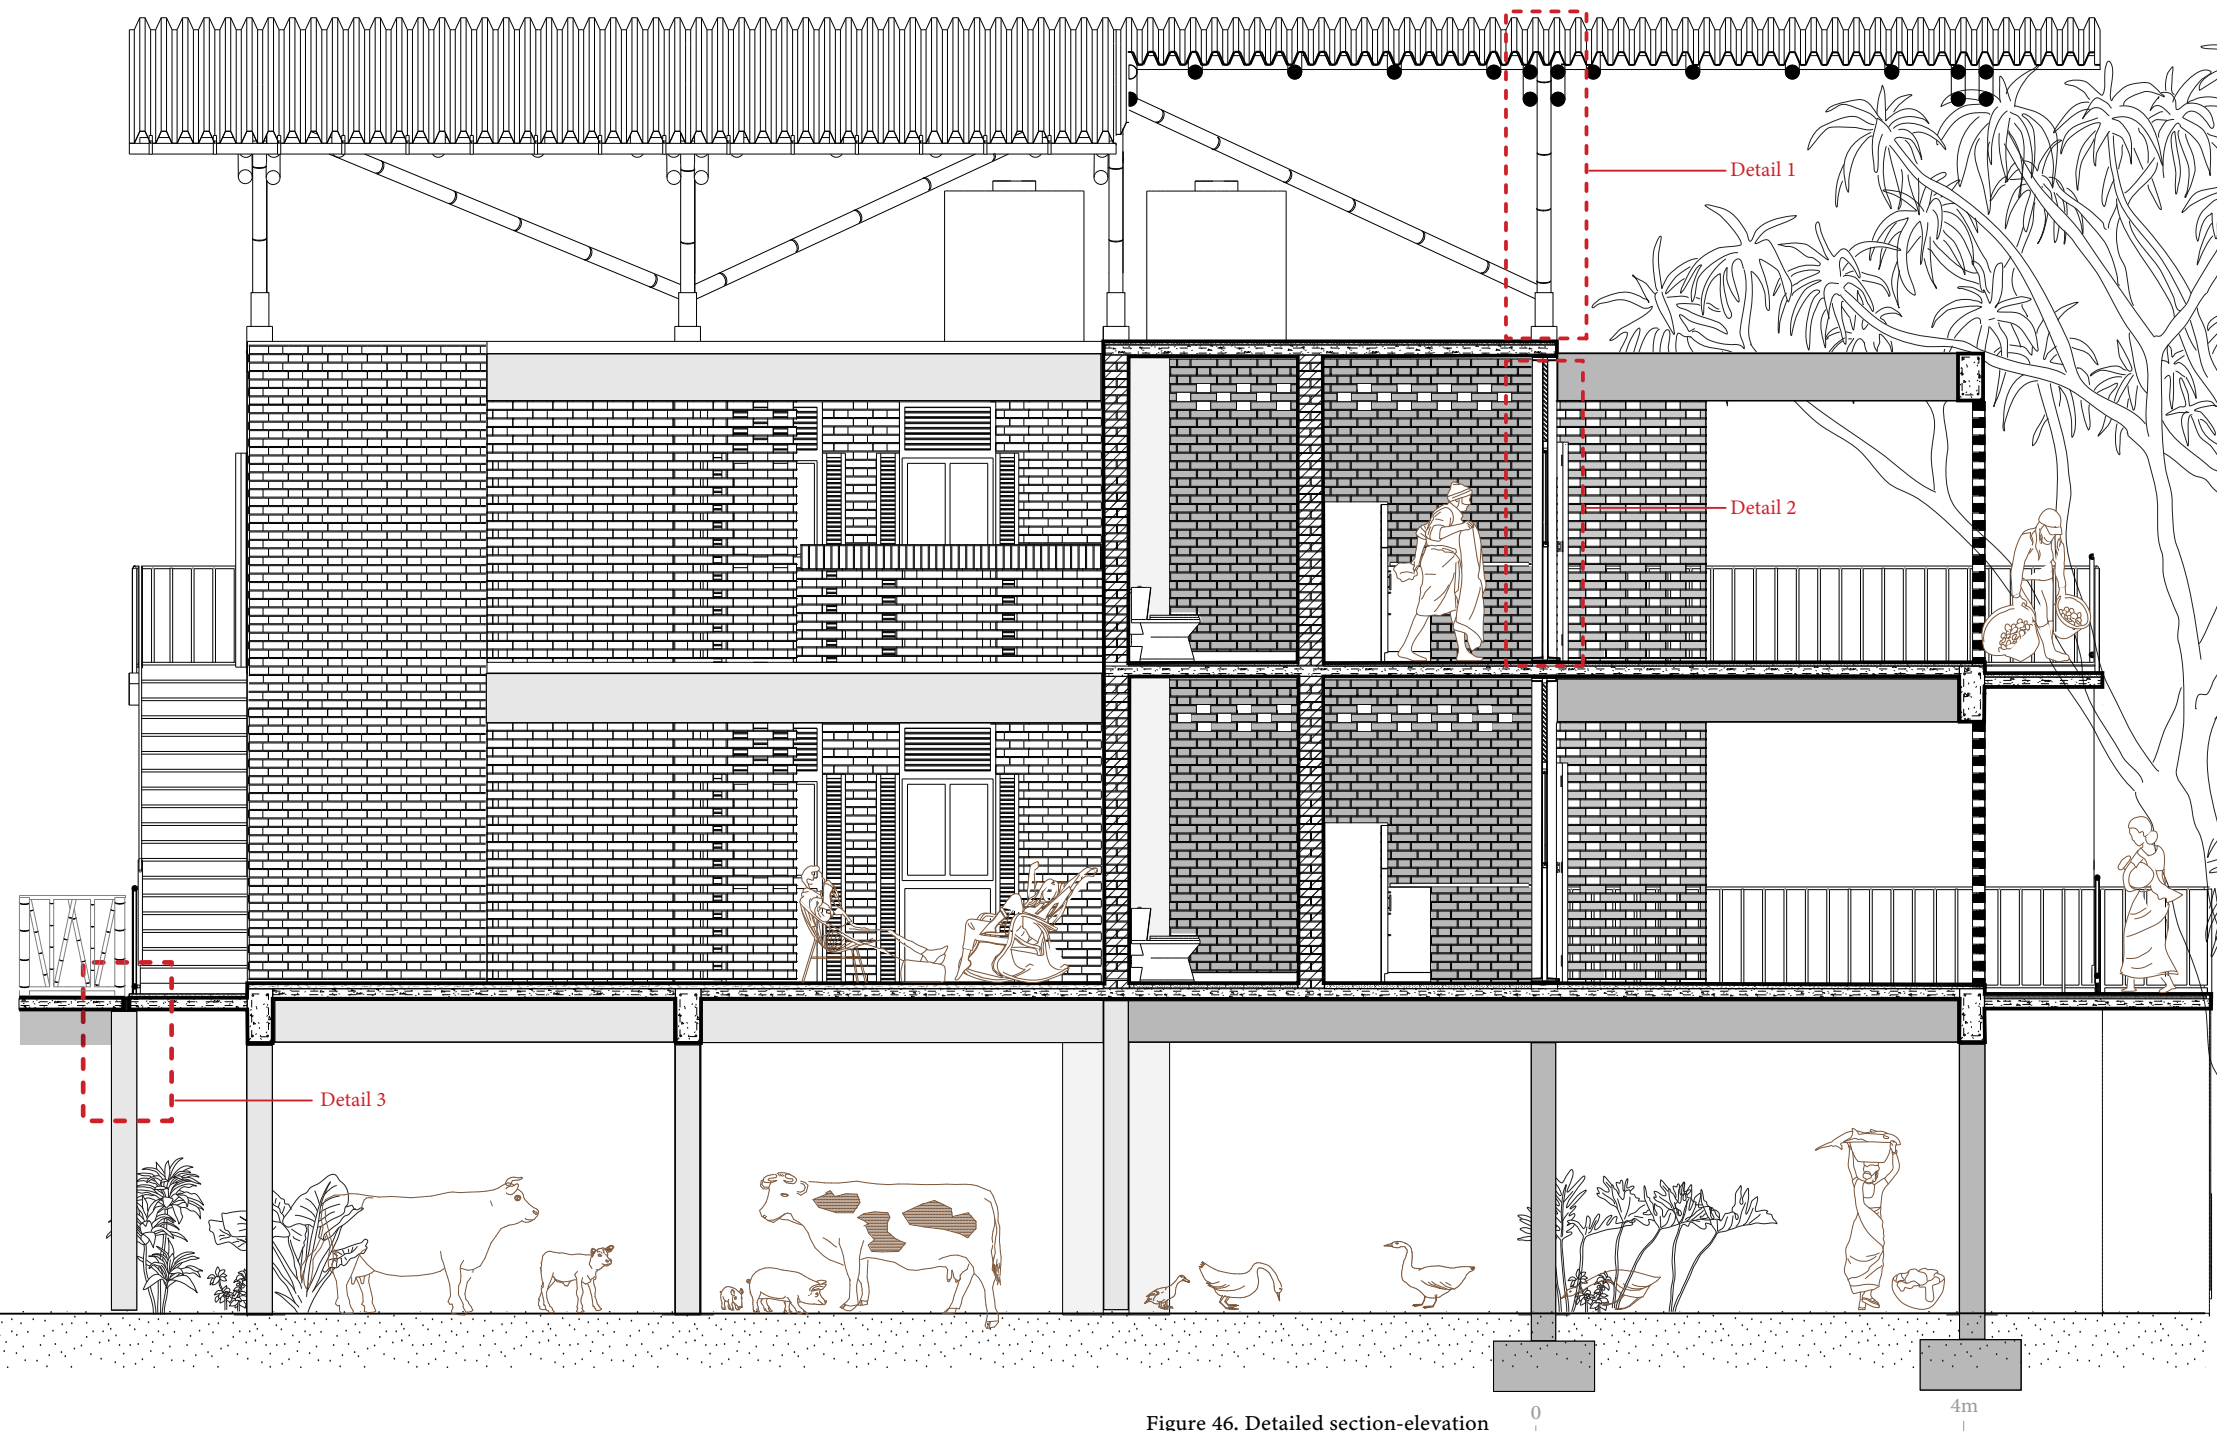 Detail 1
Detail 2
Detail 3
0
4m
Figure 46. Detailed section-elevation